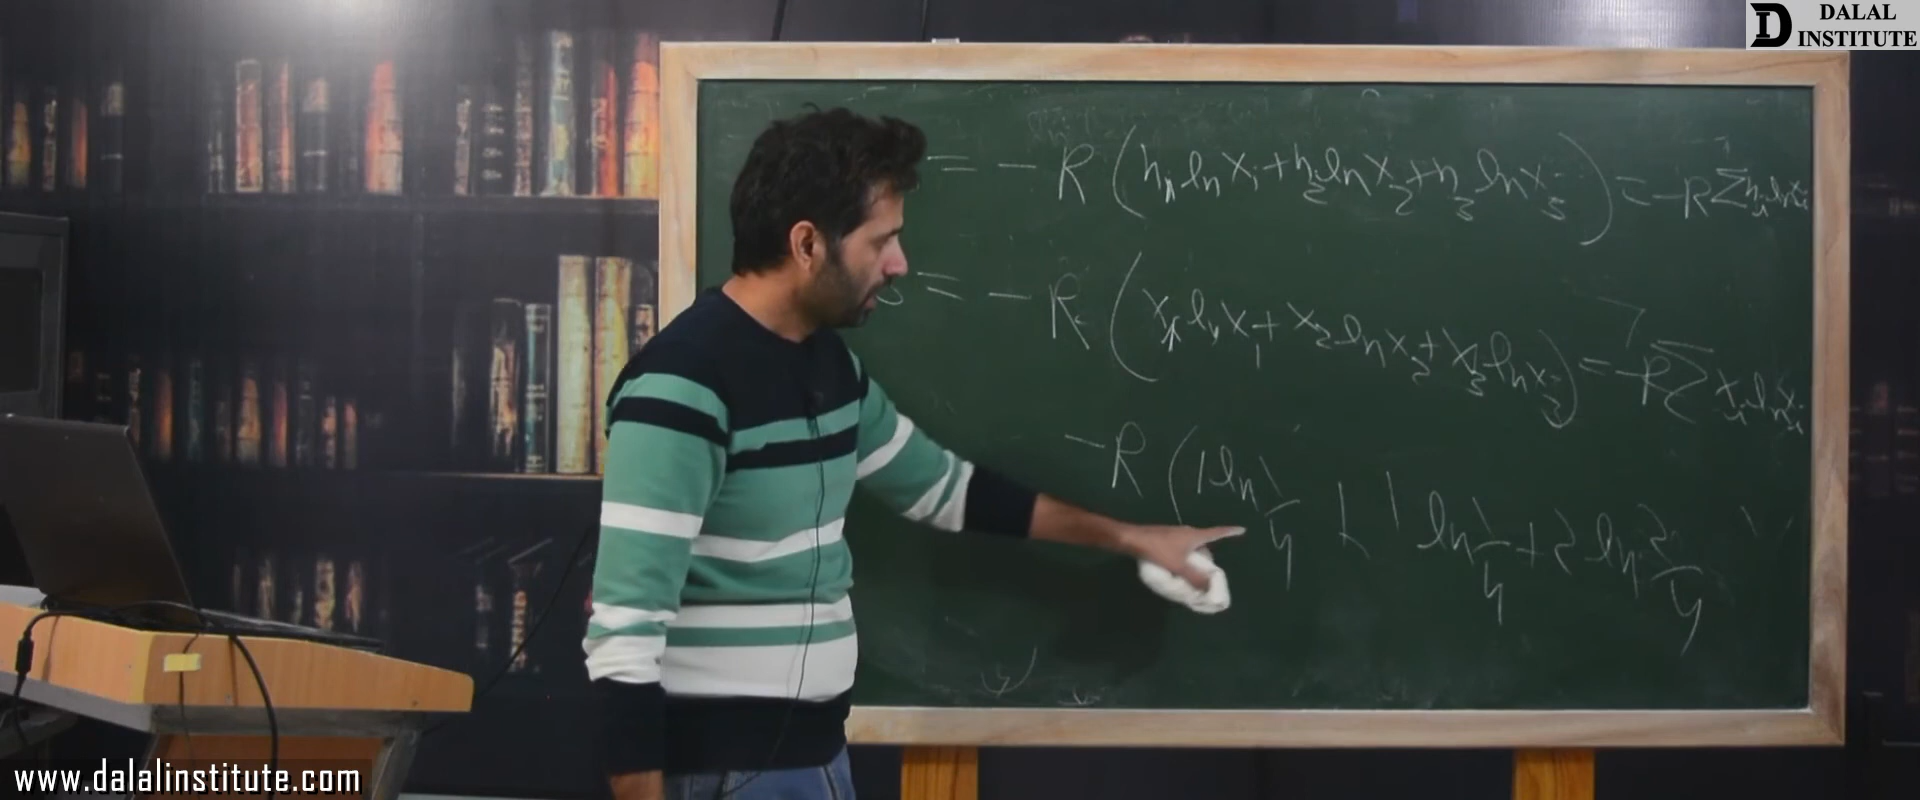 DALAL
INSTITUTE
= - R (n₁ ln x₁ + n₂ ln x₂ + n₃ ln x₃) = -R Σ nᵢ ln xᵢ
= - R (x₁ ln x₁ + x₂ ln x₂ + x₃ ln x₃) = -R Σ xᵢ ln xᵢ
- R (1 ln 1/4 + 1 ln 1/4 + 2 ln 2/4
www.dalalinstitute.com